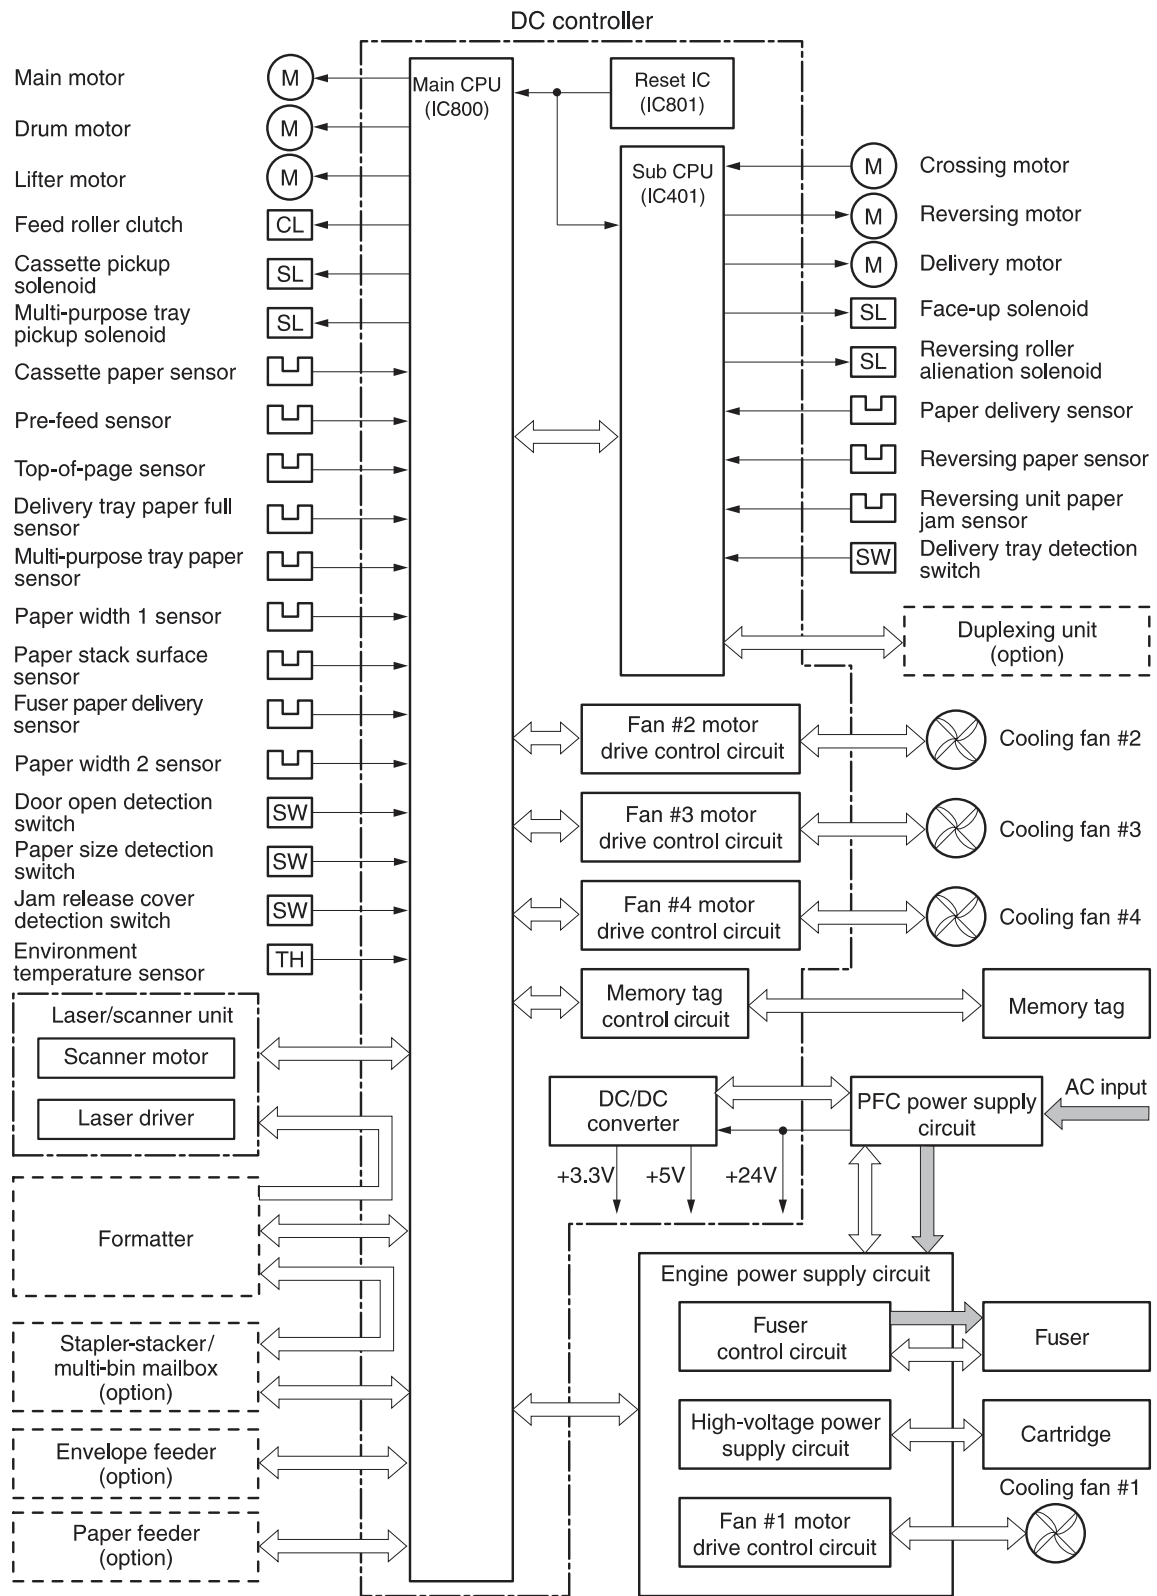 DC controller
Main motor
M
Drum motor
M
Lifter motor
M
Feed roller clutch
CL
Cassette pickup
solenoid
SL
Multi-purpose tray
pickup solenoid
SL
Cassette paper sensor
Pre-feed sensor
Top-of-page sensor
Delivery tray paper full
sensor
Multi-purpose tray paper
sensor
Paper width 1 sensor
Paper stack surface
sensor
Fuser paper delivery
sensor
Paper width 2 sensor
Door open detection
switch
SW
Paper size detection
switch
SW
Jam release cover
detection switch
SW
Environment
temperature sensor
TH
Laser/scanner unit
Scanner motor
Laser driver
Formatter
Stapler-stacker/
multi-bin mailbox
(option)
Envelope feeder
(option)
Paper feeder
(option)
Main CPU
(IC800)
Reset IC
(IC801)
Sub CPU
(IC401)
M
Crossing motor
M
Reversing motor
M
Delivery motor
SL
Face-up solenoid
SL
Reversing roller
alienation solenoid
Paper delivery sensor
Reversing paper sensor
Reversing unit paper
jam sensor
SW
Delivery tray detection
switch
Duplexing unit
(option)
Fan #2 motor
drive control circuit
Cooling fan #2
Fan #3 motor
drive control circuit
Cooling fan #3
Fan #4 motor
drive control circuit
Cooling fan #4
Memory tag
control circuit
Memory tag
DC/DC
converter
PFC power supply
circuit
AC input
+3.3V
+5V
+24V
Engine power supply circuit
Fuser
control circuit
Fuser
High-voltage power
supply circuit
Cartridge
Cooling fan #1
Fan #1 motor
drive control circuit